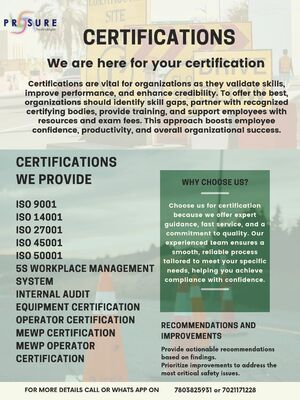 PR SURE
Technologies
CERTIFICATIONS
We are here for your certification
Certifications are vital for organizations as they validate skills,
improve performance, and enhance credibility. To offer the best,
organizations should identify skill gaps, partner with recognized
certifying bodies, provide training, and support employees with
resources and exam fees. This approach boosts employee
confidence, productivity, and overall organizational success.
CERTIFICATIONS
WE PROVIDE
ISO 9001
ISO 14001
ISO 27001
ISO 45001
ISO 50001
5S WORKPLACE MANAGEMENT
SYSTEM
INTERNAL AUDIT
EQUIPMENT CERTIFICATION
OPERATOR CERTIFICATION
MEWP CERTIFICATION
MEWP OPERATOR
CERTIFICATION
WHY CHOOSE US?
Choose us for certification
because we offer expert
guidance, fast service, and a
commitment to quality. Our
experienced team ensures a
smooth, reliable process
tailored to meet your specific
needs, helping you achieve
compliance with confidence.
RECOMMENDATIONS AND
IMPROVEMENTS
Provide actionable recommendations
based on findings.
Prioritize improvements to address the
most critical safety issues.
FOR MORE DETAILS CALL OR WHATS APP ON 7803825931 or 7021171228